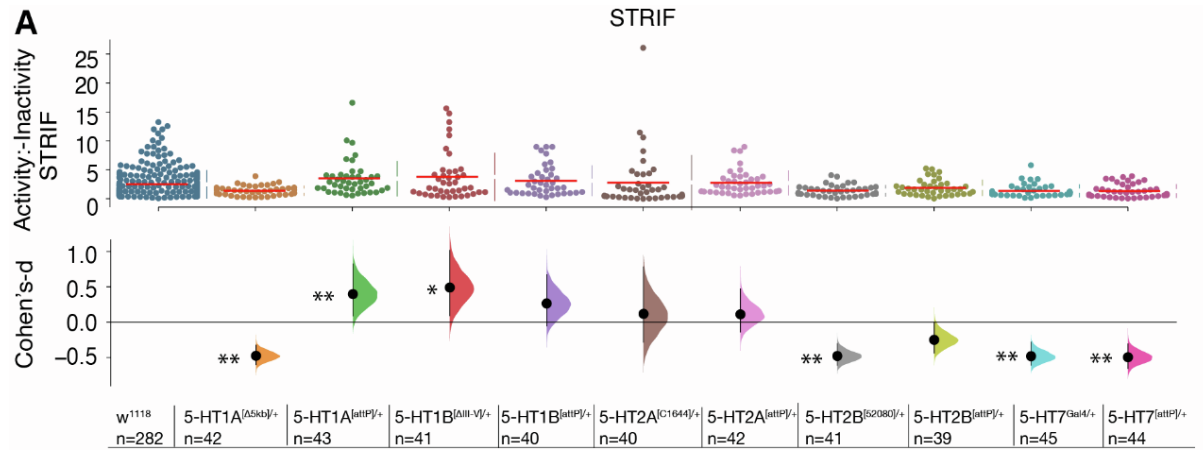 A
STRIF
Activity:-Inactivity
STRIF
25
20
15
10
5
0
Cohen's-d
1.0
0.5
0.0
−0.5
** ** * ** ** **
w¹¹¹⁸ 5-HT1A[Δ5kb]/+ 5-HT1A[attP]/+ 5-HT1B[ΔIII-V]/+ 5-HT1B[attP]/+ 5-HT2A[C1644]/+ 5-HT2A[attP]/+ 5-HT2B[52080]/+ 5-HT2B[attP]/+ 5-HT7Gal4/+ 5-HT7[attP]/+
n=282 n=42 n=43 n=41 n=40 n=40 n=42 n=41 n=39 n=45 n=44